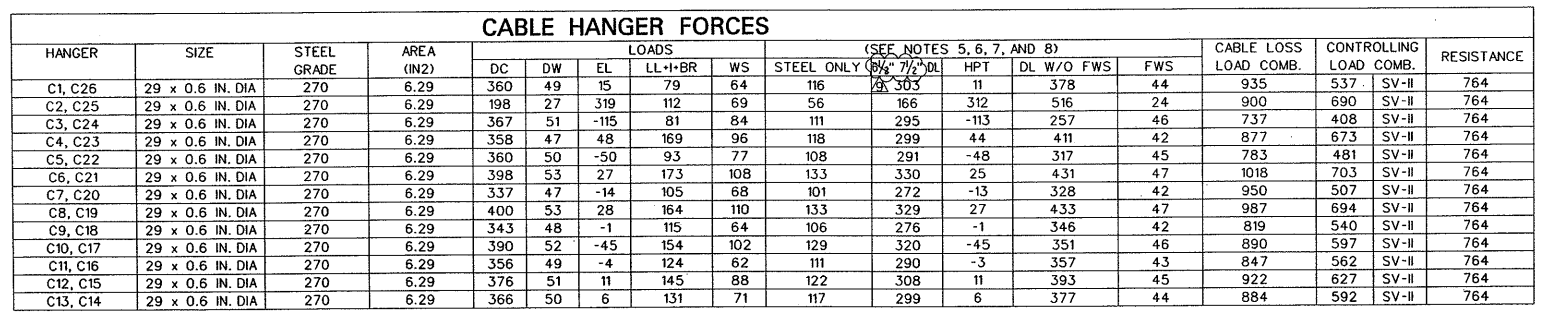 CABLE HANGER FORCES
HANGER SIZE STEEL GRADE AREA (IN2) LOADS (SEE NOTES 5, 6, 7, AND 8) CABLE LOSS LOAD COMB. CONTROLLING LOAD COMB. RESISTANCE
DC DW EL LL+I+BR WS STEEL ONLY 7½" DL HPT DL W/O FWS FWS
C1, C26 29 x 0.6 IN. DIA 270 6.29 360 49 15 79 64 116 9 303 11 378 44 935 537 SV-II 764
C2, C25 29 x 0.6 IN. DIA 270 6.29 198 27 319 112 69 56 166 312 516 24 900 690 SV-II 764
C3, C24 29 x 0.6 IN. DIA 270 6.29 367 51 -115 81 84 111 295 -113 257 46 737 408 SV-II 764
C4, C23 29 x 0.6 IN. DIA 270 6.29 358 47 48 169 96 118 299 44 411 42 877 673 SV-II 764
C5, C22 29 x 0.6 IN. DIA 270 6.29 360 50 -50 93 77 108 291 -48 317 45 783 481 SV-II 764
C6, C21 29 x 0.6 IN. DIA 270 6.29 398 53 27 173 108 133 330 25 431 47 1018 703 SV-II 764
C7, C20 29 x 0.6 IN. DIA 270 6.29 337 47 -14 105 68 101 272 -13 328 42 950 507 SV-II 764
C8, C19 29 x 0.6 IN. DIA 270 6.29 400 53 28 164 110 133 329 27 433 47 987 694 SV-II 764
C9, C18 29 x 0.6 IN. DIA 270 6.29 343 48 -1 115 64 106 276 -1 346 42 819 540 SV-II 764
C10, C17 29 x 0.6 IN. DIA 270 6.29 390 52 -45 154 102 129 320 -45 351 46 890 597 SV-II 764
C11, C16 29 x 0.6 IN. DIA 270 6.29 356 49 -4 124 62 111 290 -3 357 43 847 562 SV-II 764
C12, C15 29 x 0.6 IN. DIA 270 6.29 376 51 11 145 88 122 308 11 393 45 922 627 SV-II 764
C13, C14 29 x 0.6 IN. DIA 270 6.29 366 50 6 131 71 117 299 6 377 44 884 592 SV-II 764